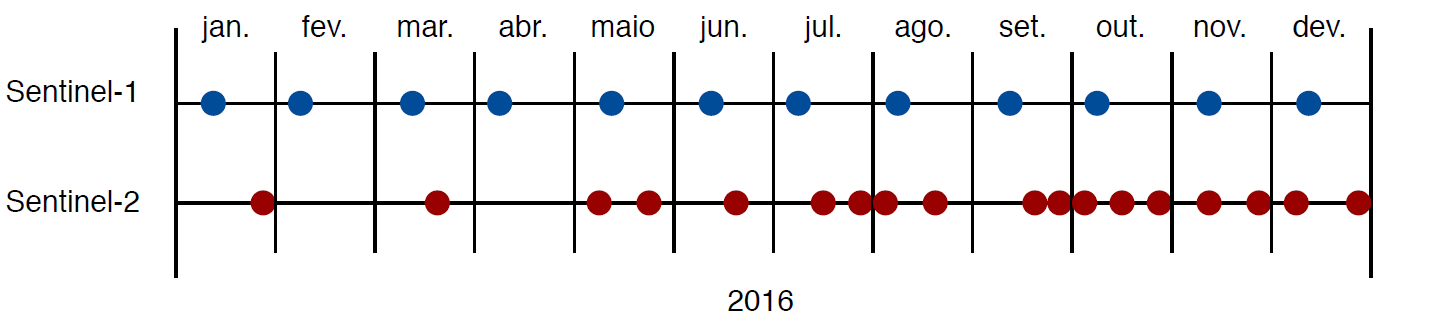 jan. fev. mar. abr. maio jun. jul. ago. set. out. nov. dev.
Sentinel-1
Sentinel-2
2016